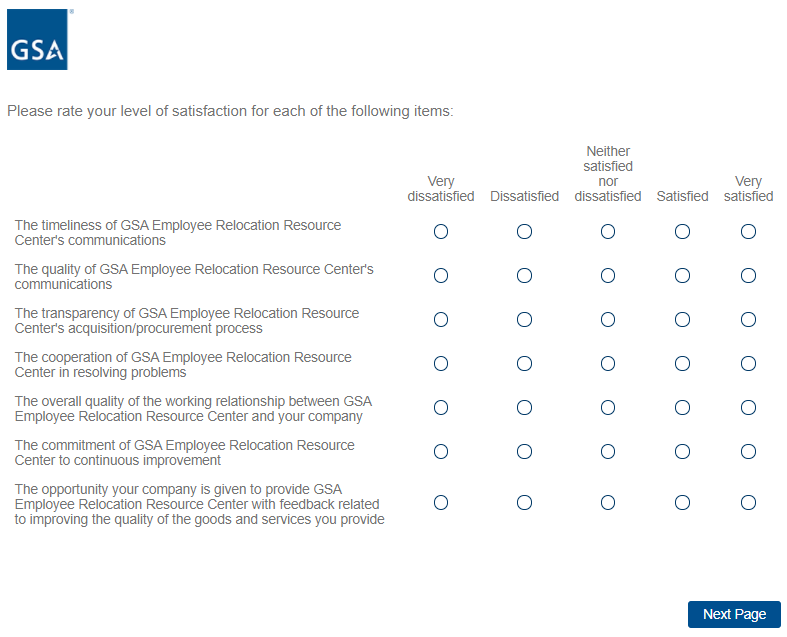 GSA
Please rate your level of satisfaction for each of the following items:
Very
dissatisfied
Dissatisfied
Neither
satisfied
nor
dissatisfied
Satisfied
Very
satisfied
The timeliness of GSA Employee Relocation Resource
Center's communications
The quality of GSA Employee Relocation Resource Center's
communications
The transparency of GSA Employee Relocation Resource
Center's acquisition/procurement process
The cooperation of GSA Employee Relocation Resource
Center in resolving problems
The overall quality of the working relationship between GSA
Employee Relocation Resource Center and your company
The commitment of GSA Employee Relocation Resource
Center to continuous improvement
The opportunity your company is given to provide GSA
Employee Relocation Resource Center with feedback related
to improving the quality of the goods and services you provide
Next Page